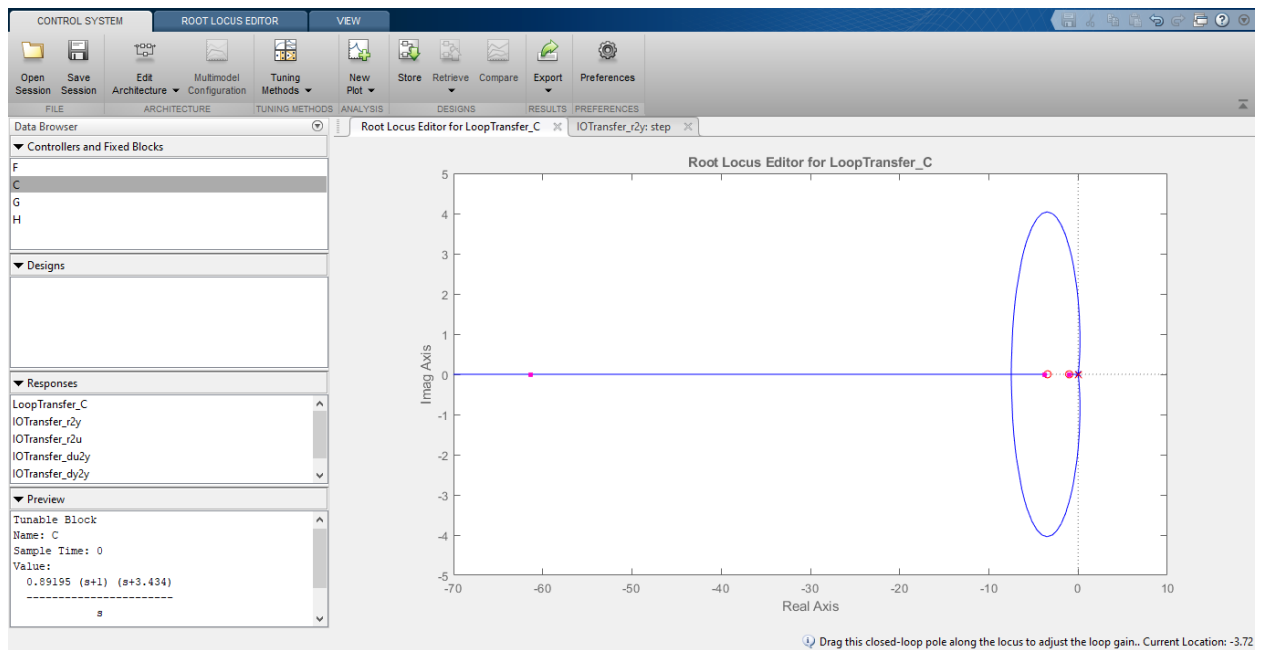 CONTROL SYSTEM ROOT LOCUS EDITOR VIEW
Open Session Save Session Edit Architecture Multimodel Configuration Tuning Methods New Plot Store Retrieve Compare Export Preferences
FILE ARCHITECTURE TUNING METHODS ANALYSIS DESIGNS RESULTS PREFERENCES
Data Browser
Root Locus Editor for LoopTransfer_C IOTransfer_r2y: step
Controllers and Fixed Blocks
F
C
G
H
Designs
Responses
LoopTransfer_C
IOTransfer_r2y
IOTransfer_r2u
IOTransfer_du2y
IOTransfer_dy2y
Preview
Tunable Block
Name: C
Sample Time: 0
Value:
0.89195 (s+1) (s+3.434)
-----------------------
s
Root Locus Editor for LoopTransfer_C
5
4
3
2
1
0
-1
-2
-3
-4
-5
Imag Axis
-70 -60 -50 -40 -30 -20 -10 0 10
Real Axis
Drag this closed-loop pole along the locus to adjust the loop gain.. Current Location: -3.72